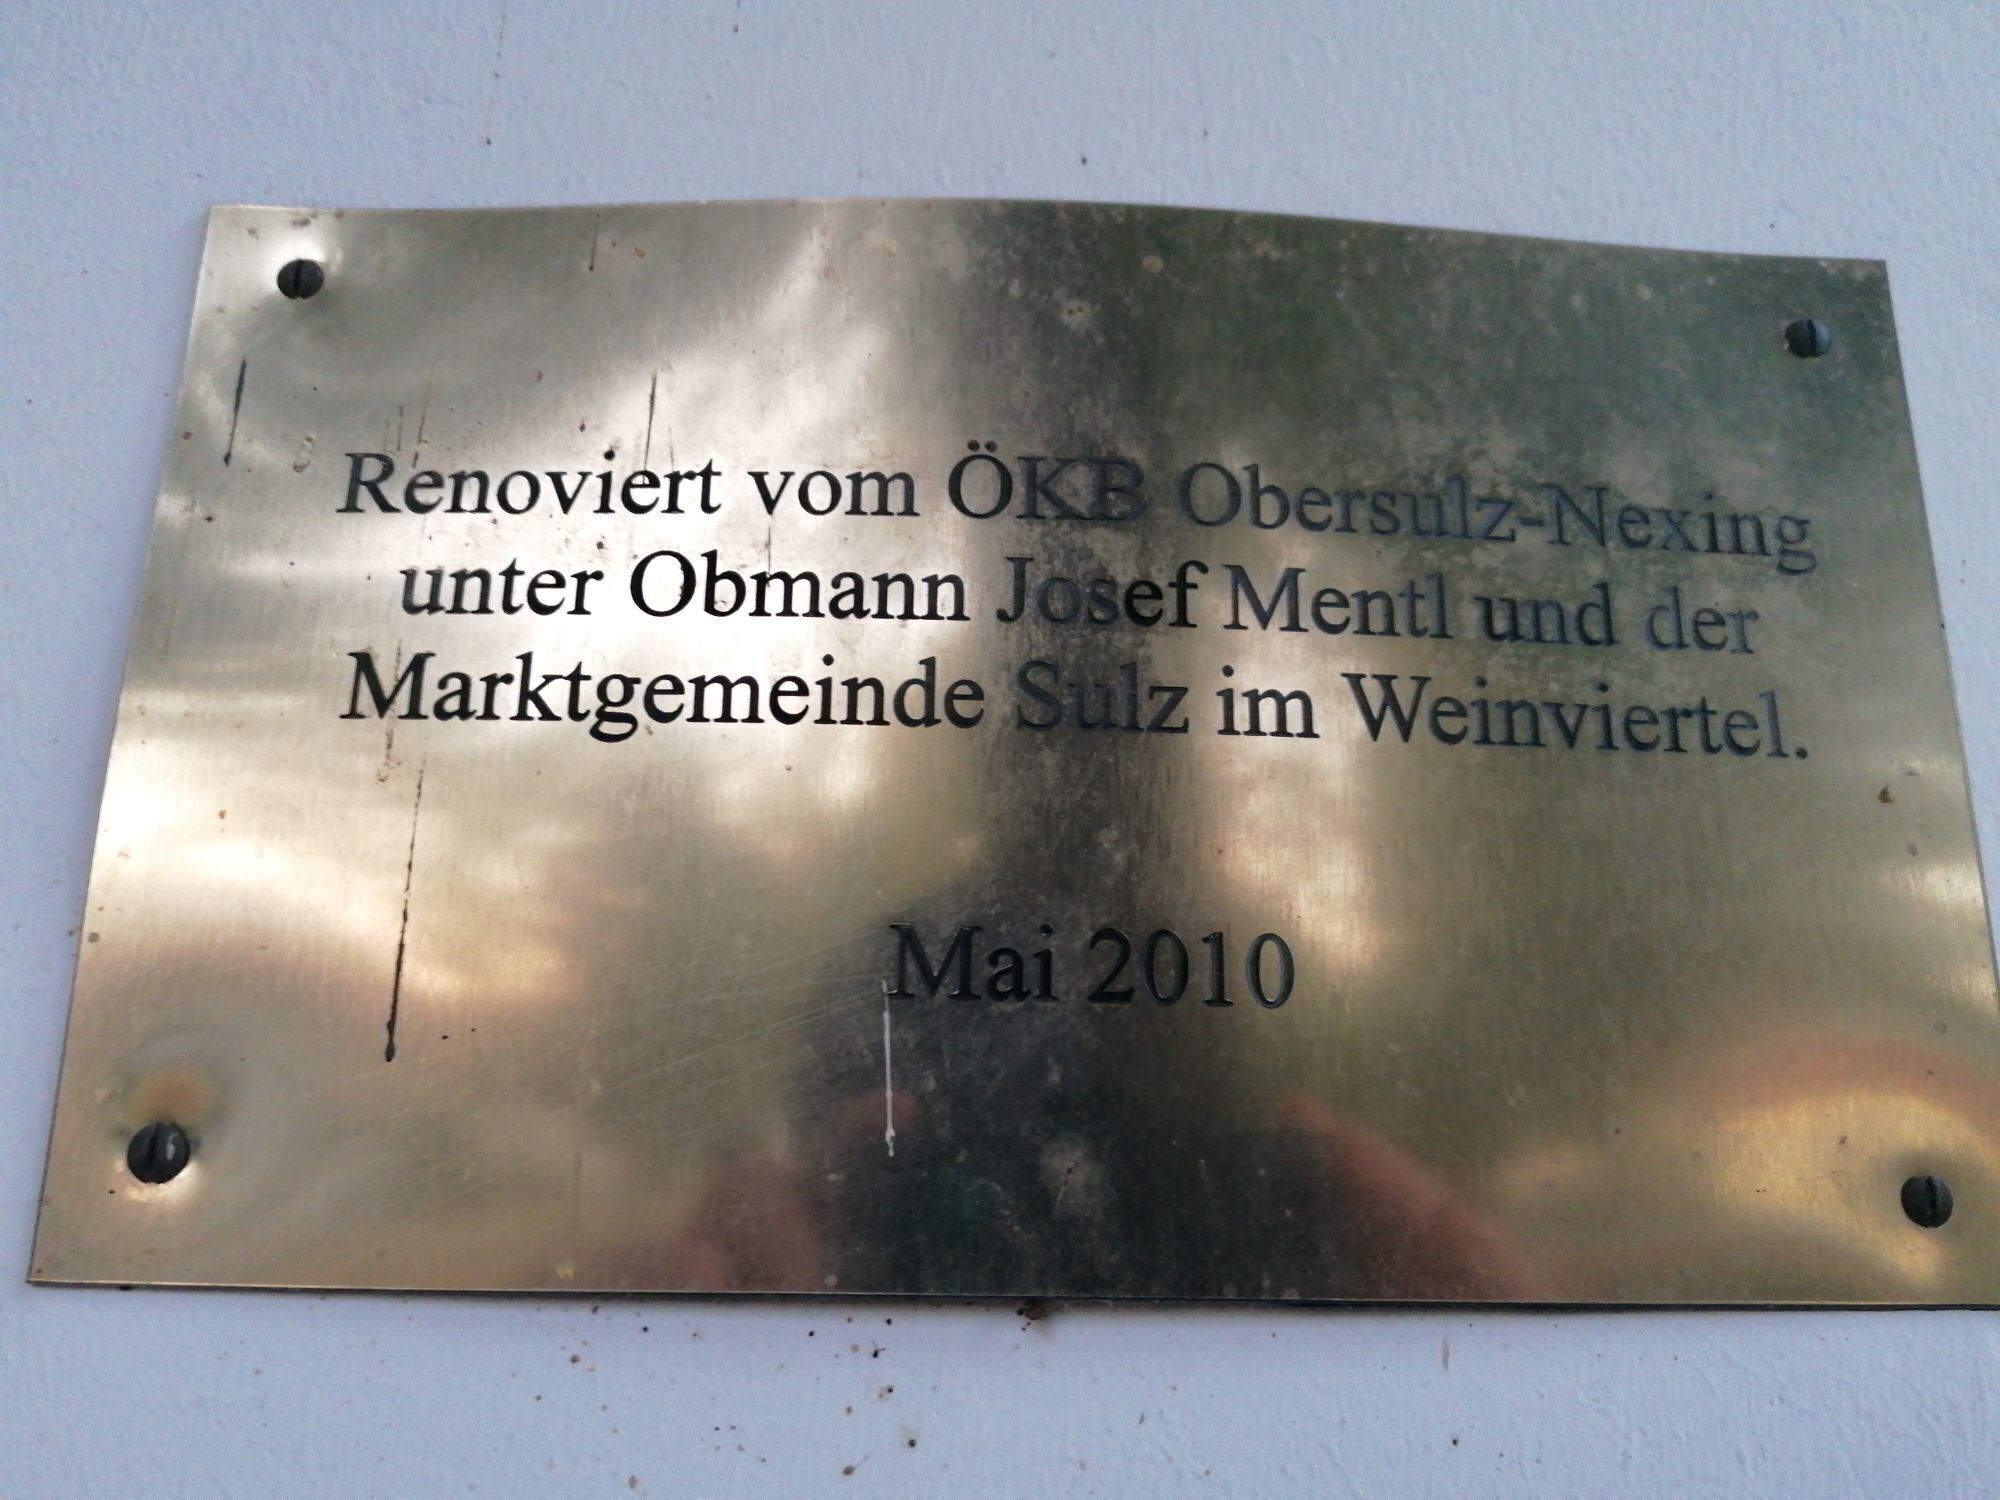 Renoviert vom ÖKB Obersulz-Nexing
unter Obmann Josef Mentl und der
Marktgemeinde Sulz im Weinviertel.
Mai 2010